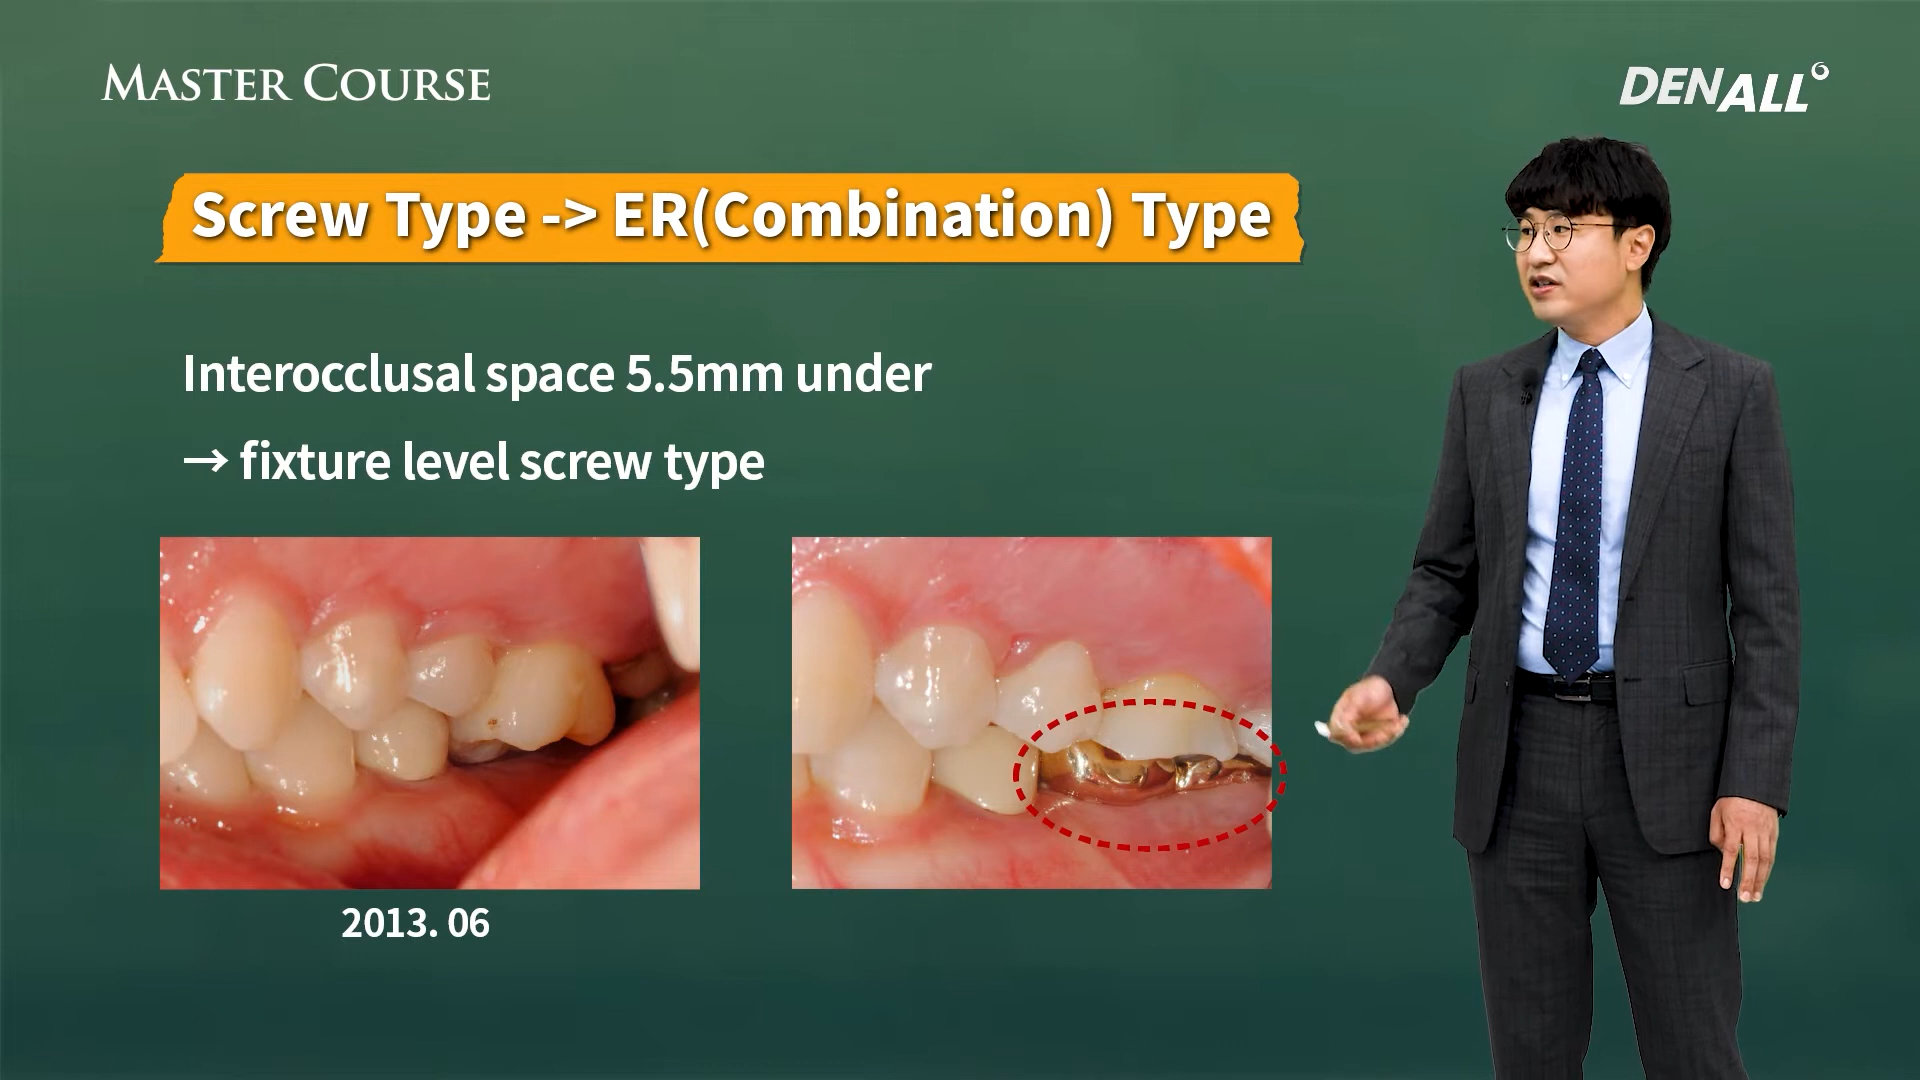 MASTER COURSE
DENALL
Screw Type -> ER(Combination) Type
Interocclusal space 5.5mm under
→ fixture level screw type
2013. 06